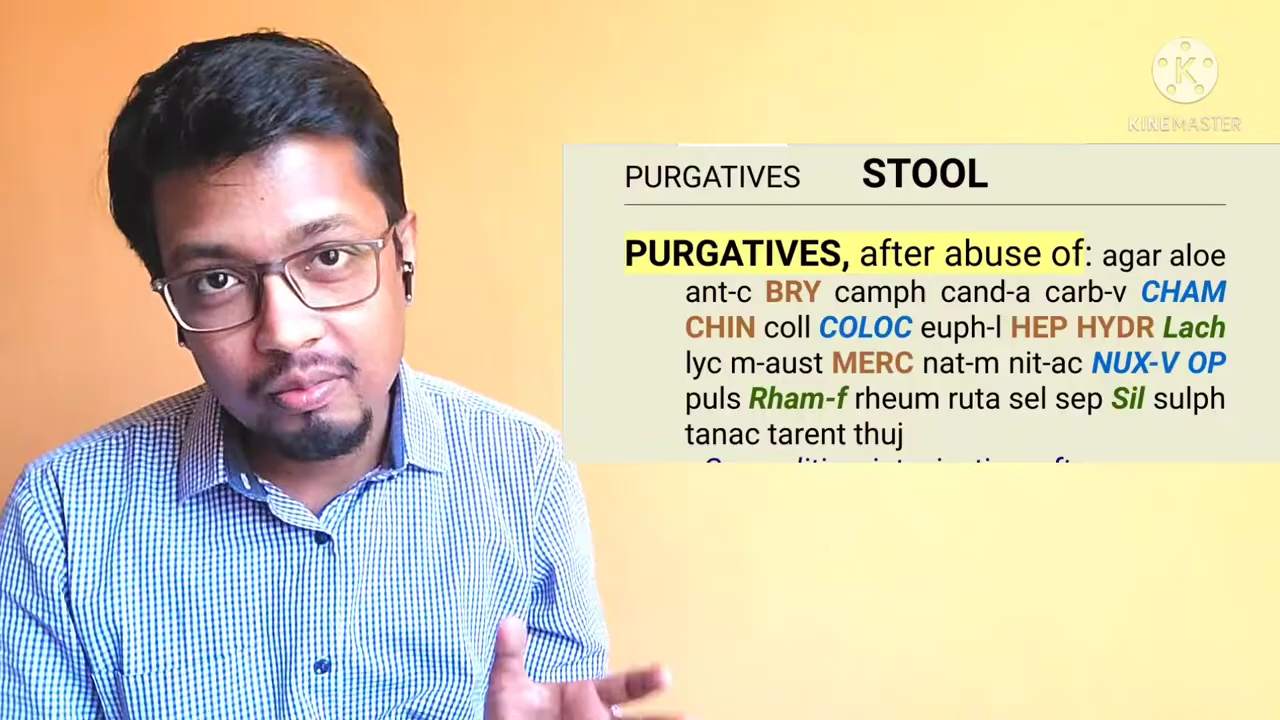 KINEMASTER
PURGATIVES STOOL
PURGATIVES, after abuse of: agar aloe
ant-c BRY camph cand-a carb-v CHAM
CHIN coll COLOC euph-l HEP HYDR Lach
lyc m-aust MERC nat-m nit-ac NUX-V OP
puls Rham-f rheum ruta sel sep Sil sulph
tanac tarent thuj